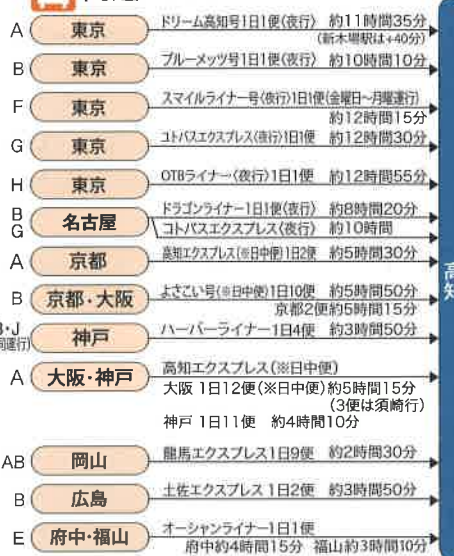 A 東京 ドリーム高知号1日1便〈夜行〉 約11時間35分
(新木場駅は+40分)
B 東京 ブルーメッツ号1日1便〈夜行〉 約10時間10分
F 東京 スマイルライナー号〈夜行〉1日1便(金曜日〜月曜運行)
約12時間15分
G 東京 コトバスエクスプレス〈夜行〉1日1便 約12時間30分
H 東京 OTBライナー〈夜行〉1日1便 約12時間55分
B 名古屋 ドラゴンライナー1日1便〈夜行〉 約8時間20分
G コトバスエクスプレス〈夜行〉 約10時間
A 京都 高知エクスプレス(※日中便)1日2便 約5時間30分
B 京都・大阪 よさこい号(※日中便)1日10便 約5時間50分
京都2便約5時間15分
・J 神戸 ハーバーライナー1日4便 約3時間50分
運行)
A 大阪・神戸 高知エクスプレス(※日中便)
大阪 1日12便(※日中便)約5時間15分
(3便は須崎行)
神戸 1日11便 約4時間10分
AB 岡山 龍馬エクスプレス1日9便 約2時間30分
B 広島 土佐エクスプレス 1日2便 約3時間50分
E 府中・福山 オーシャンライナー1日1便
府中約4時間15分 福山約3時間10分
高知